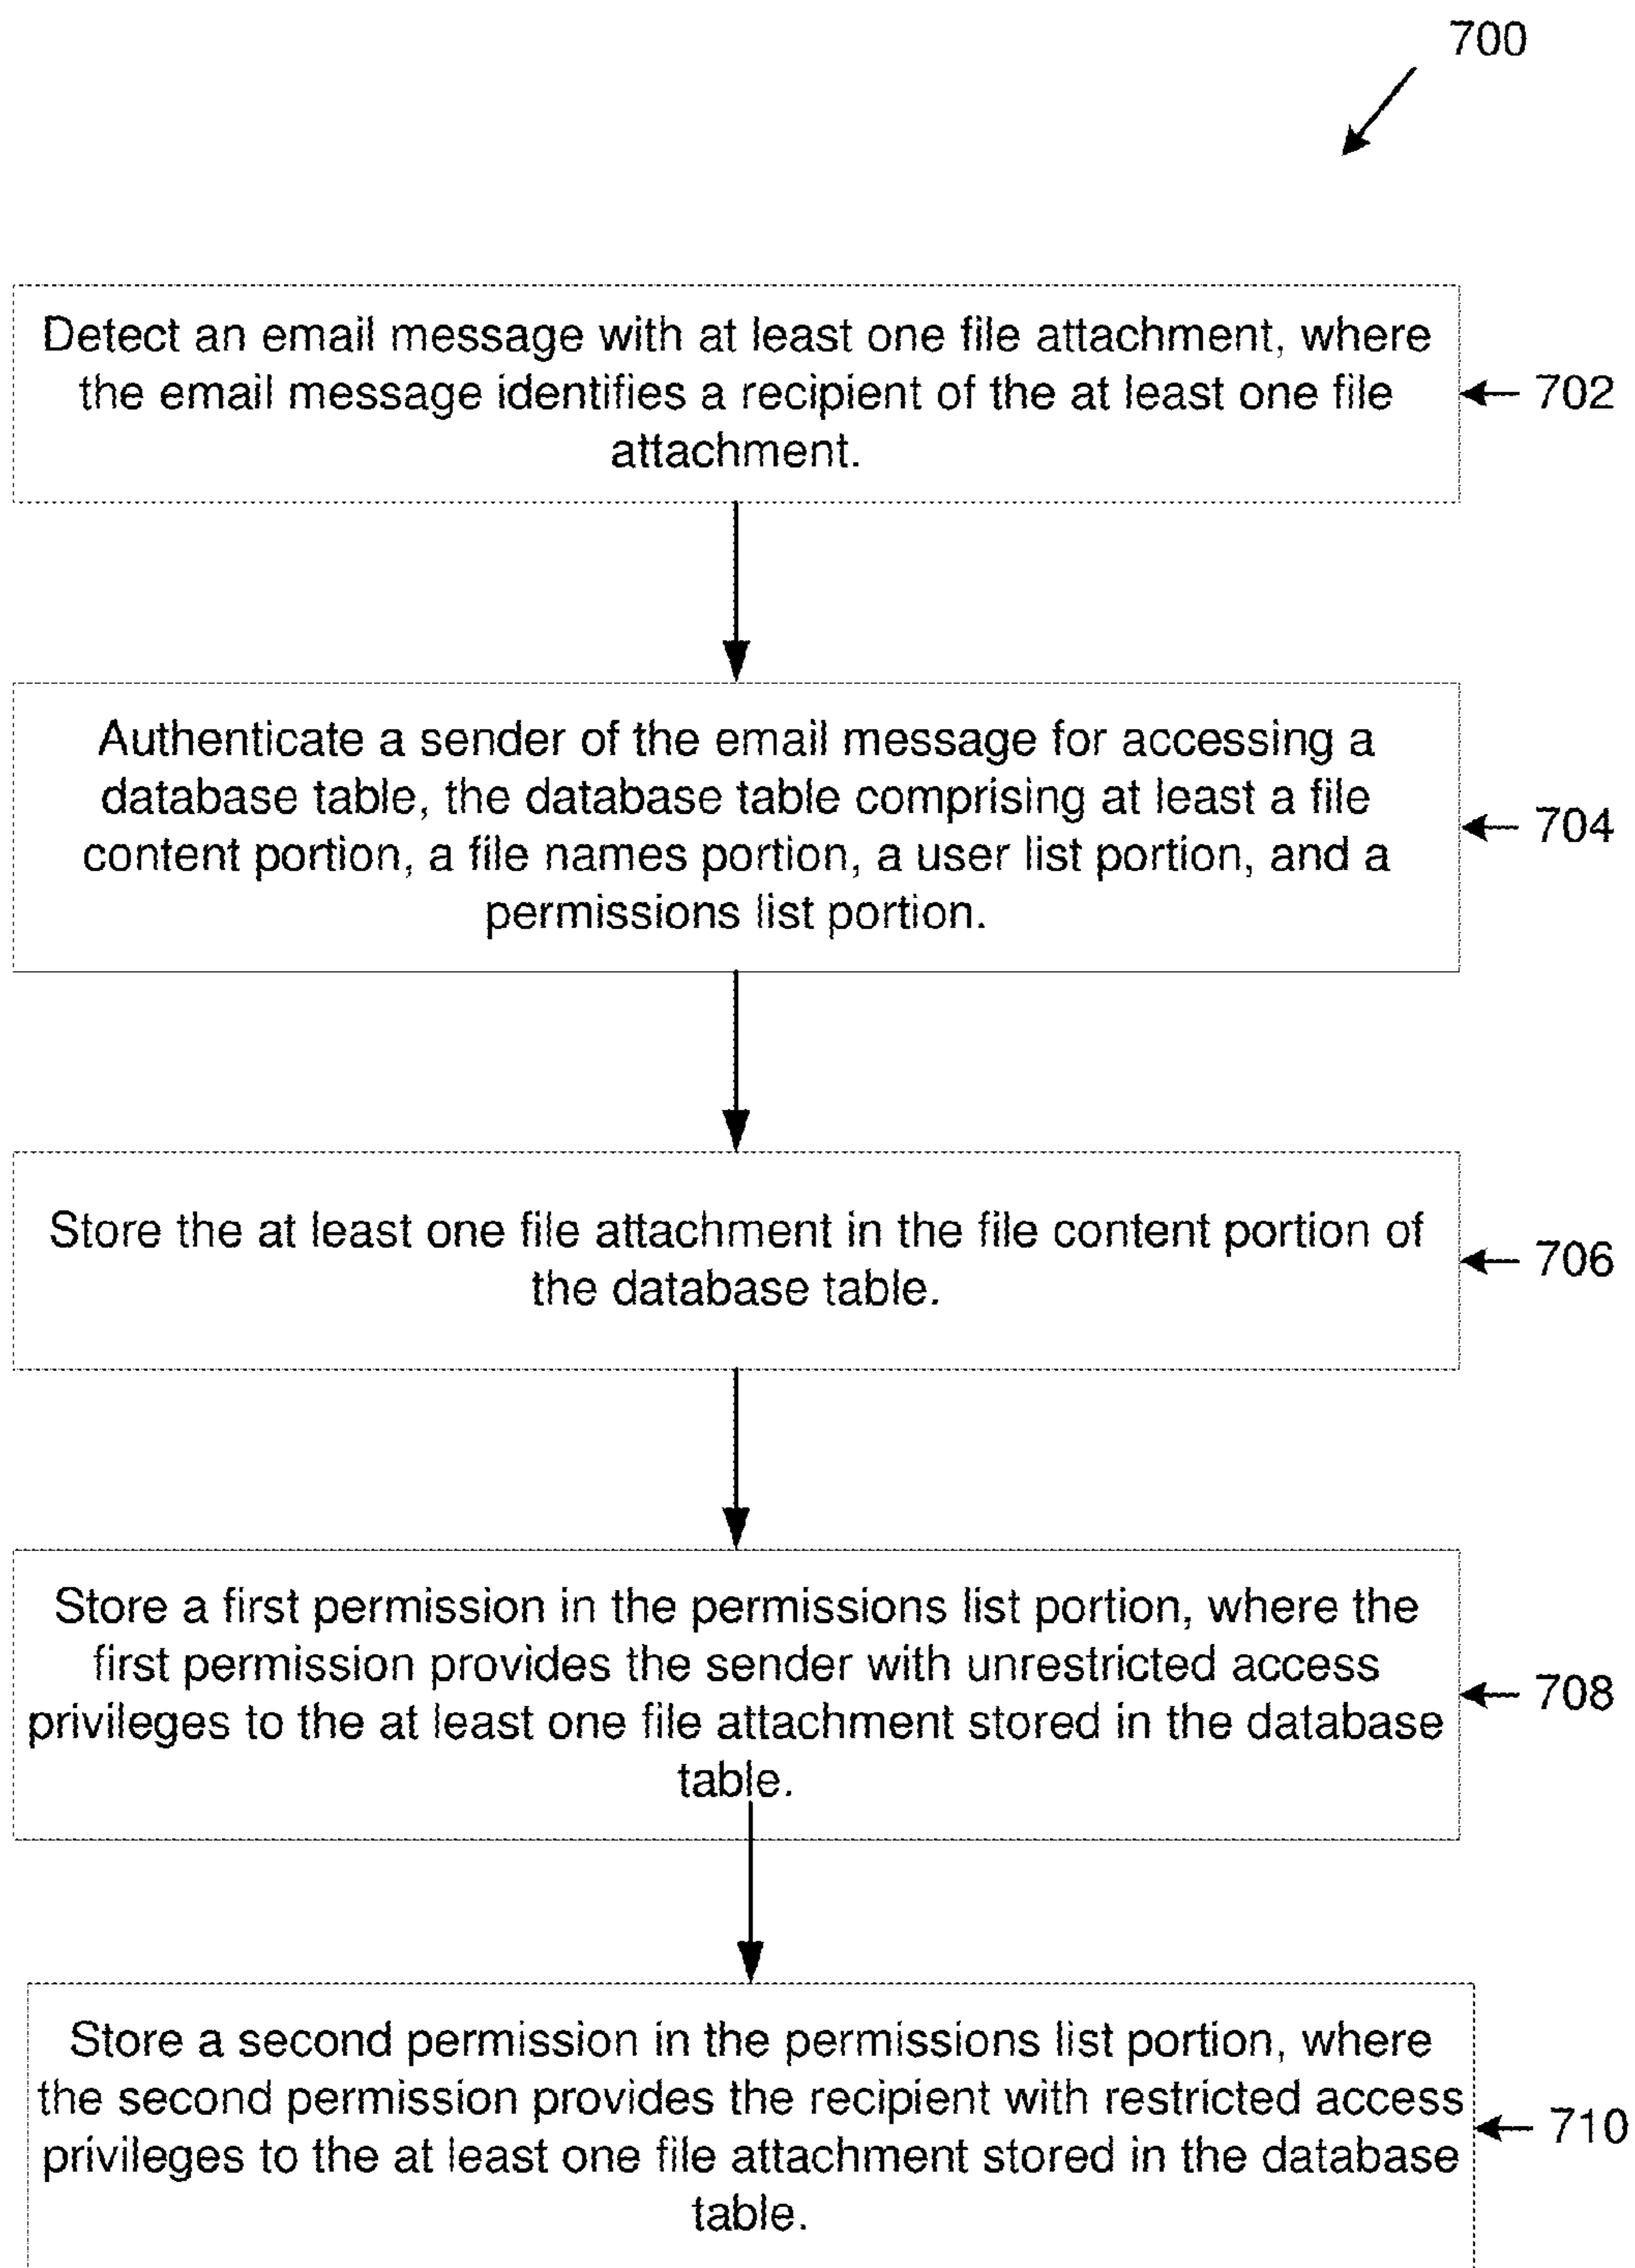 700
Detect an email message with at least one file attachment, where
the email message identifies a recipient of the at least one file
attachment.
702
Authenticate a sender of the email message for accessing a
database table, the database table comprising at least a file
content portion, a file names portion, a user list portion, and a
permissions list portion.
704
Store the at least one file attachment in the file content portion of
the database table.
706
Store a first permission in the permissions list portion, where the
first permission provides the sender with unrestricted access
privileges to the at least one file attachment stored in the database
table.
708
Store a second permission in the permissions list portion, where
the second permission provides the recipient with restricted access
privileges to the at least one file attachment stored in the database
table.
710